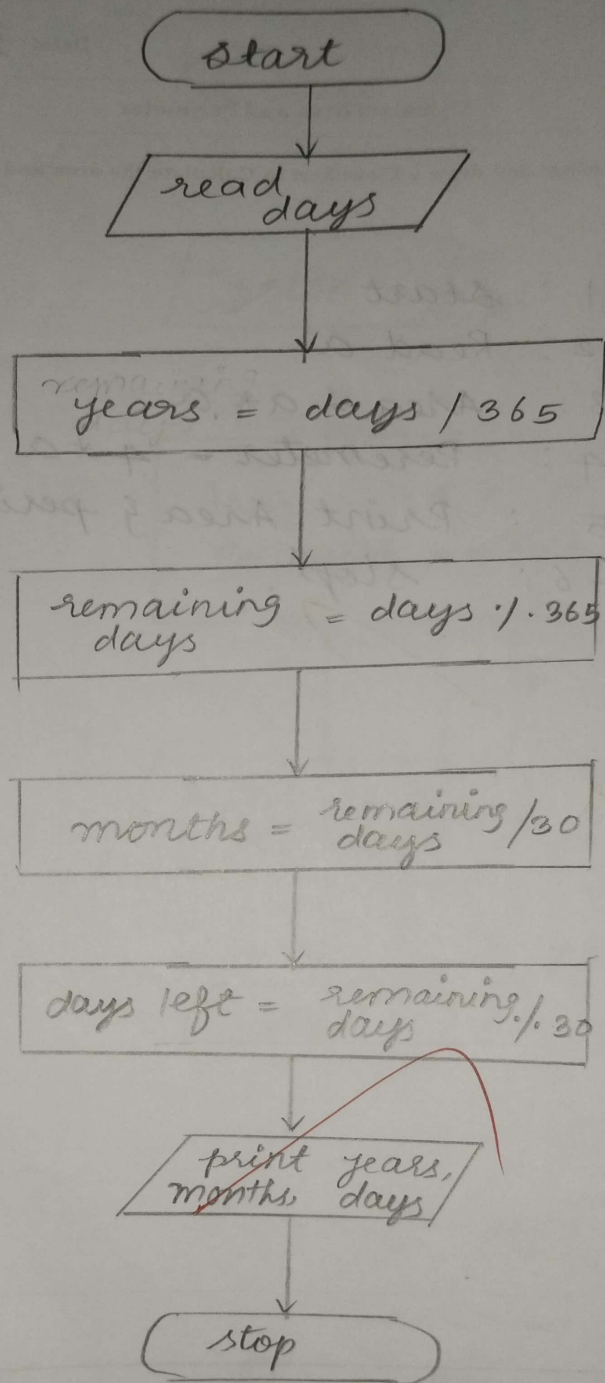 start
read
days
years = days / 365
remaining
days = days % 365
months = remaining
days /30
days left = remaining
days % 30
print years,
months, days
stop